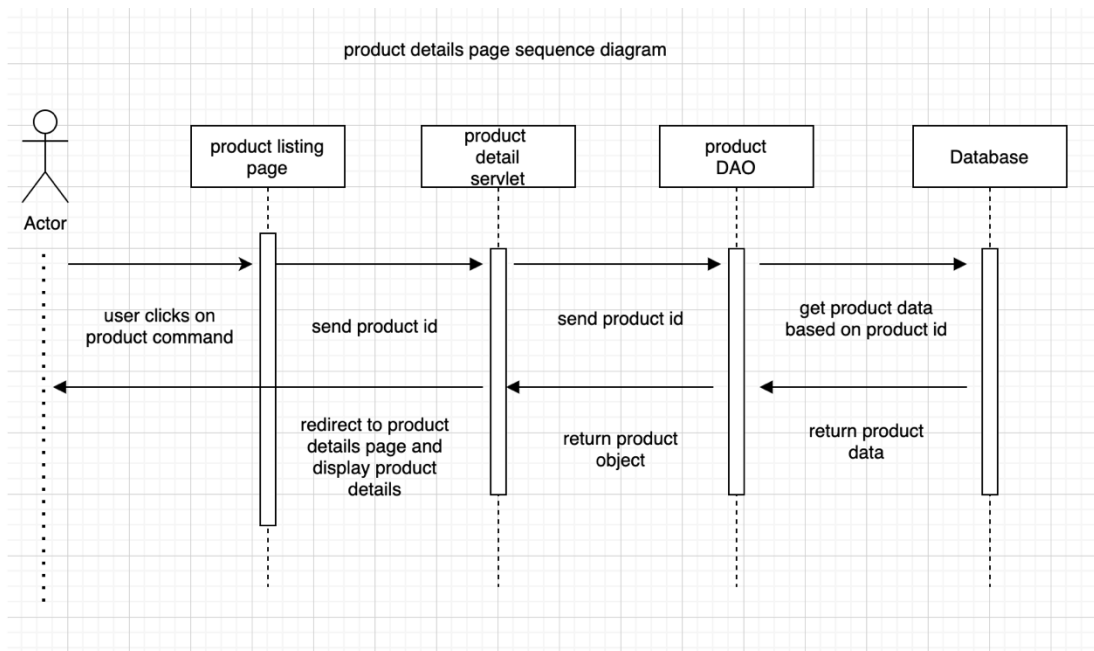 product details page sequence diagram
product listing
page
product
detail
servlet
product
DAO
Database
Actor
user clicks on
product command
send product id
send product id
get product data
based on product id
redirect to product
details page and
display product
details
return product
object
return product
data